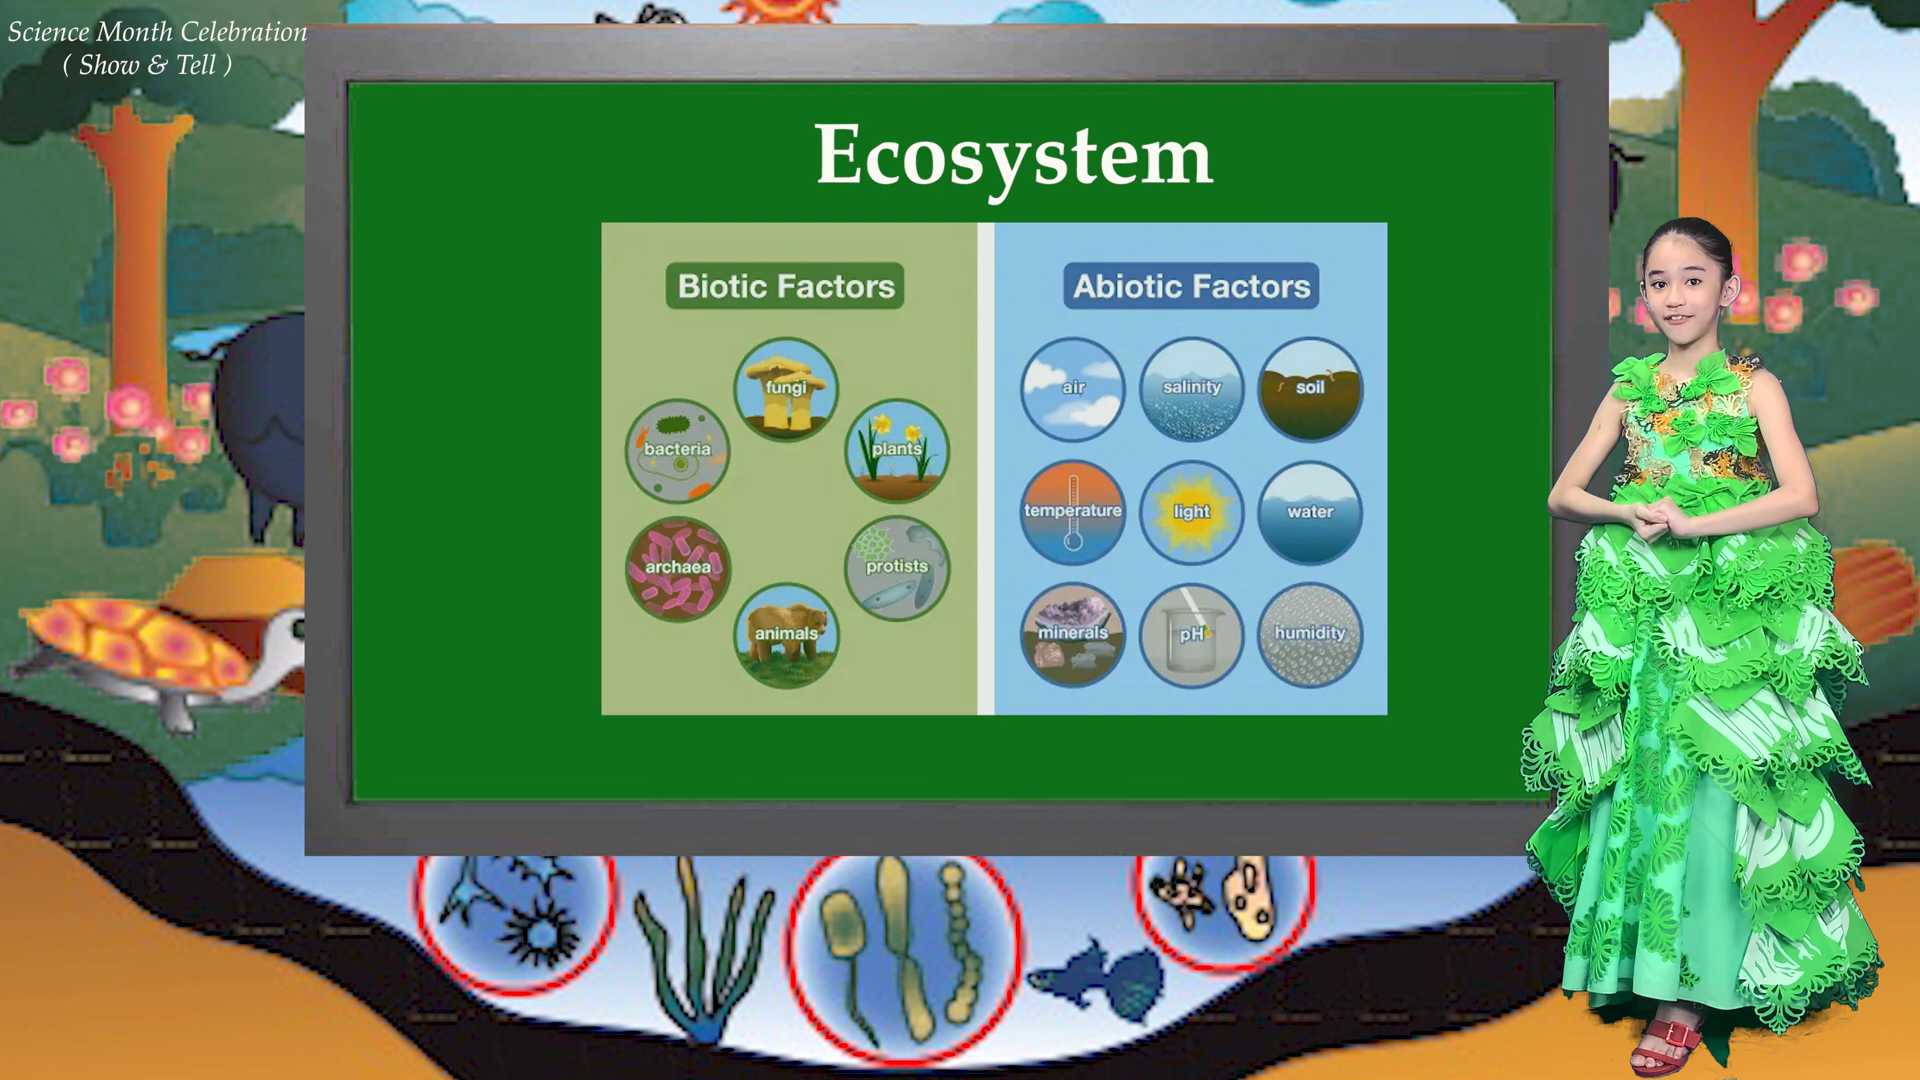 Science Month Celebration
( Show & Tell )
Ecosystem
Biotic Factors
fungi
bacteria
plants
archaea
protists
animals
Abiotic Factors
air
salinity
soil
temperature
light
water
minerals
pH
humidity